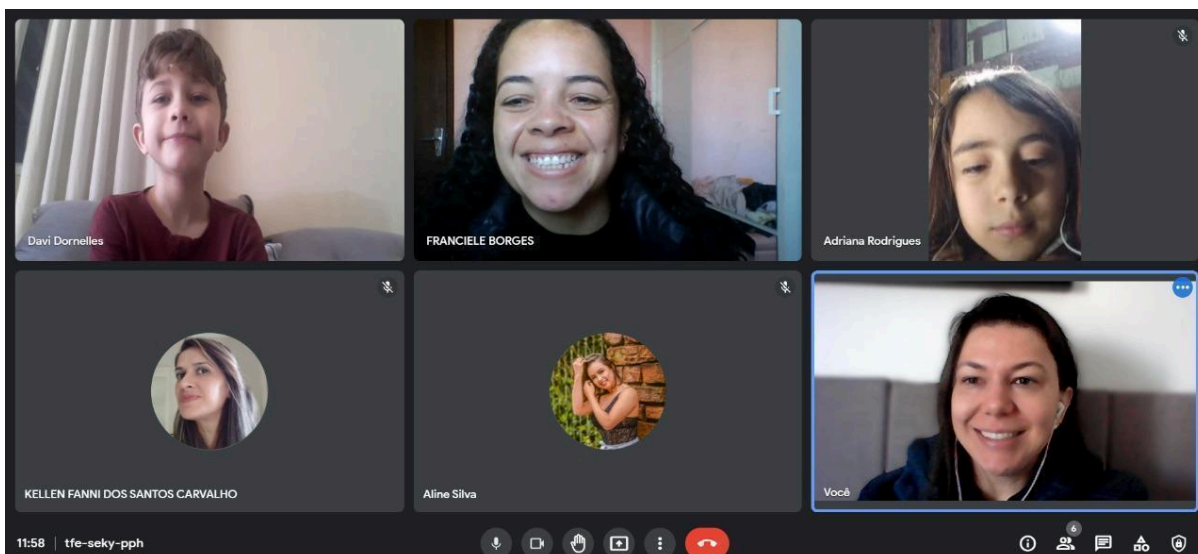 Davi Dornelles
FRANCIELE BORGES
Adriana Rodrigues
KELLEN FANNI DOS SANTOS CARVALHO
Aline Silva
Você
11:58 | tfe-seky-pph
6